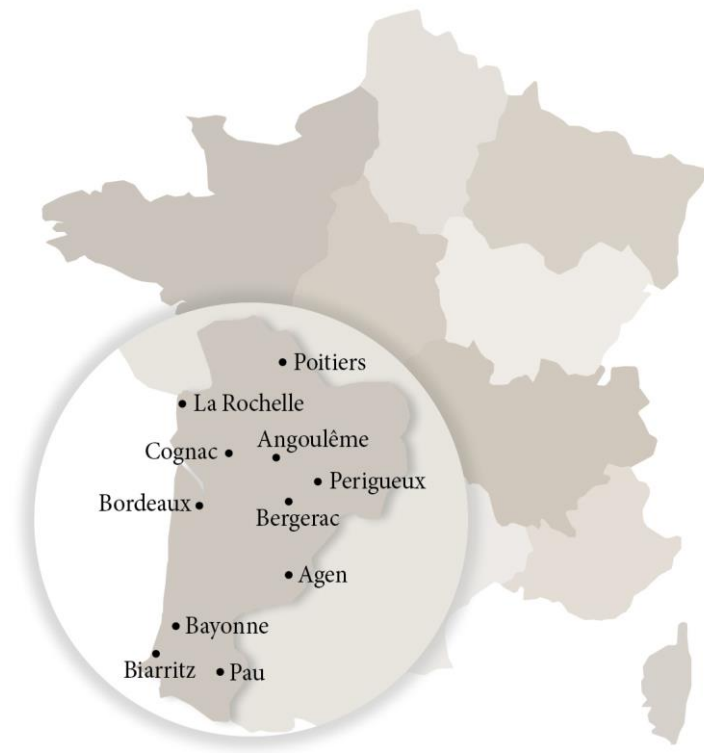 Poitiers
La Rochelle
Angoulême
Cognac
Perigueux
Bordeaux
Bergerac
Agen
Bayonne
Biarritz
Pau